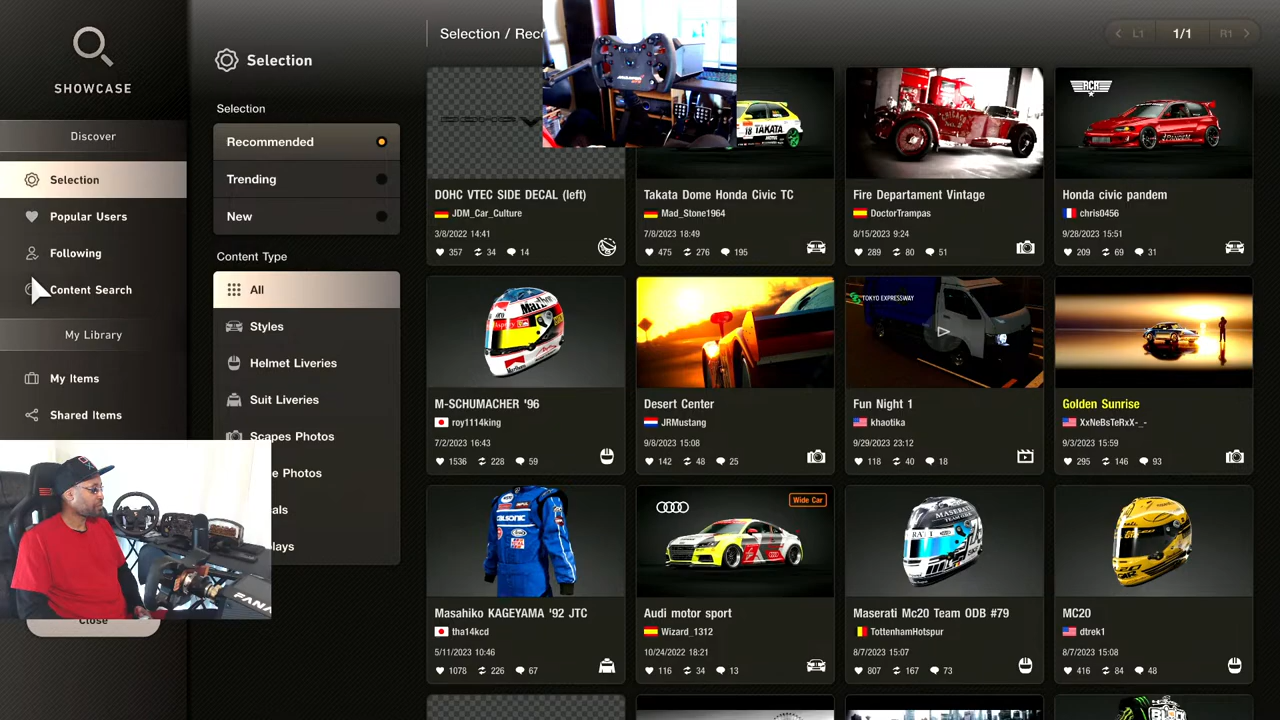 SHOWCASE
Discover
Selection
Popular Users
Following
Content Search
My Library
My Items
Shared Items
Close
Selection
Selection
Recommended
Trending
New
Content Type
All
Styles
Helmet Liveries
Suit Liveries
Scapes Photos
Photos
Selection /
L1
1/1
R1
DOHC VTEC SIDE DECAL (left)
JDM_Car_Culture
3/8/2022 14:41
357 34 14
18 TAKATA
Takata Dome Honda Civic TC
Mad_Stone1964
7/8/2023 18:49
475 276 195
Fire Departament Vintage
DoctorTrampas
8/15/2023 9:24
289 80 51
RCR
Honda civic pandem
chris0456
9/28/2023 15:51
209 69 31
Marlboro
M-SCHUMACHER '96
roy1114king
7/2/2023 16:43
1536 228 59
Desert Center
JRMustang
9/8/2023 15:08
142 48 25
TOKYO EXPRESSWAY
Fun Night 1
khaotika
9/29/2023 23:12
118 40 18
Golden Sunrise
XxNeBsTeRxX-_-
9/3/2023 15:59
295 146 93
Masahiko KAGEYAMA '92 JTC
tha14kcd
5/11/2023 10:46
1078 226 67
Wide Car
Audi motor sport
Wizard_1312
10/24/2022 18:21
116 34 13
MASERATI
Maserati Mc20 Team ODB #79
TottenhamHotspur
8/7/2023 15:07
807 167 73
MC20
dtrek1
8/7/2023 15:08
416 84 48